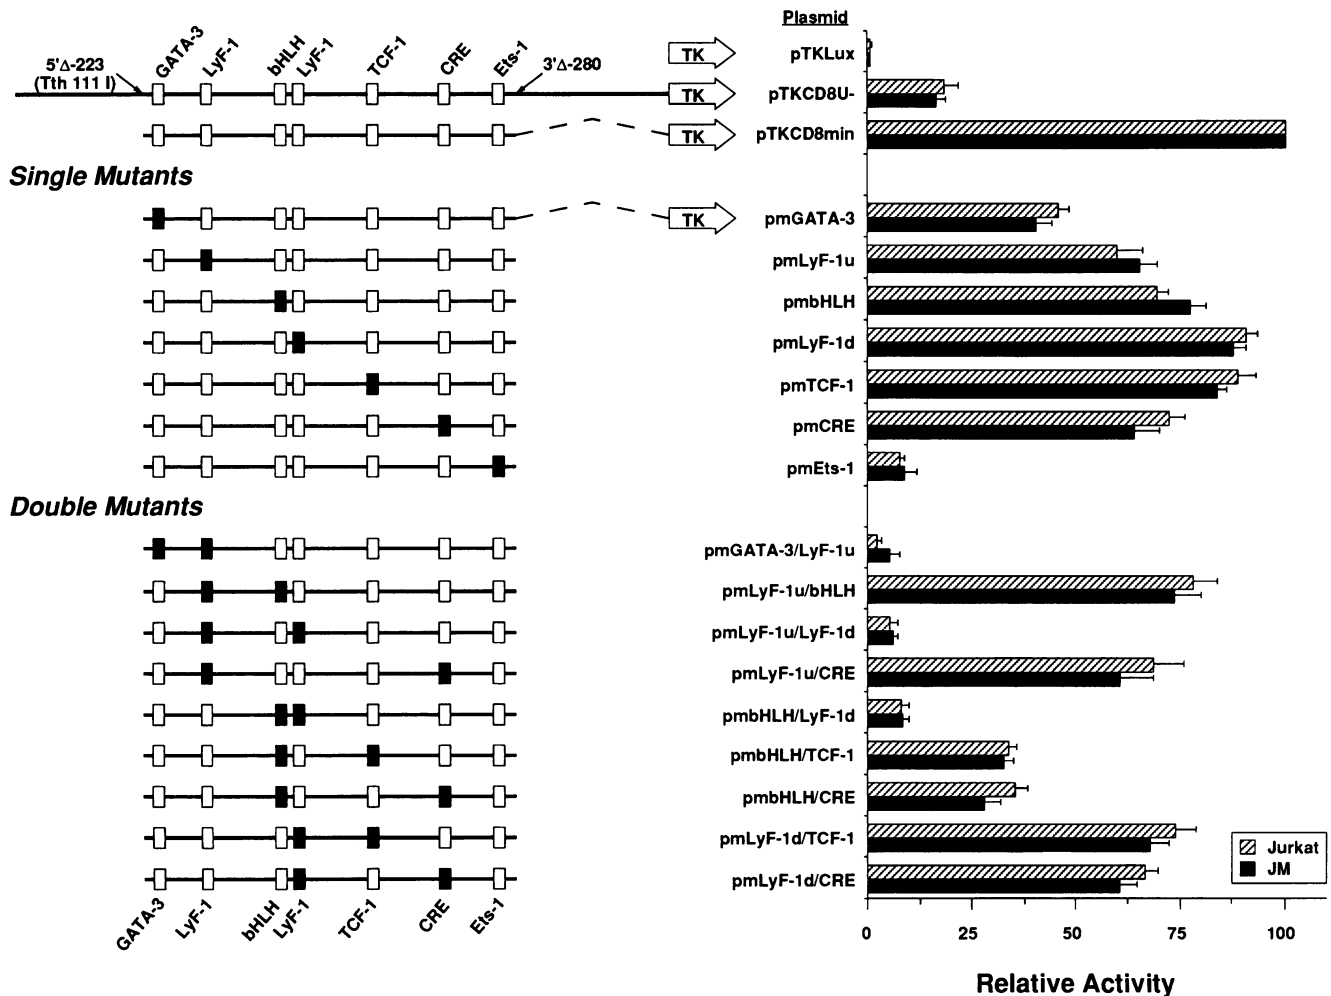 Plasmid
GATA-3
LyF-1
bHLH
LyF-1
TCF-1
CRE
Ets-1
5'Δ-223
(Tth 111 I)
3'Δ-280
TK
pTKLux
TK
pTKCD8U-
TK
pTKCD8min
Single Mutants
TK
pmGATA-3
pmLyF-1u
pmbHLH
pmLyF-1d
pmTCF-1
pmCRE
pmEts-1
Double Mutants
pmGATA-3/LyF-1u
pmLyF-1u/bHLH
pmLyF-1u/LyF-1d
pmLyF-1u/CRE
pmbHLH/LyF-1d
pmbHLH/TCF-1
pmbHLH/CRE
pmLyF-1d/TCF-1
pmLyF-1d/CRE
Jurkat
JM
GATA-3
LyF-1
bHLH
LyF-1
TCF-1
CRE
Ets-1
0 25 50 75 100
Relative Activity